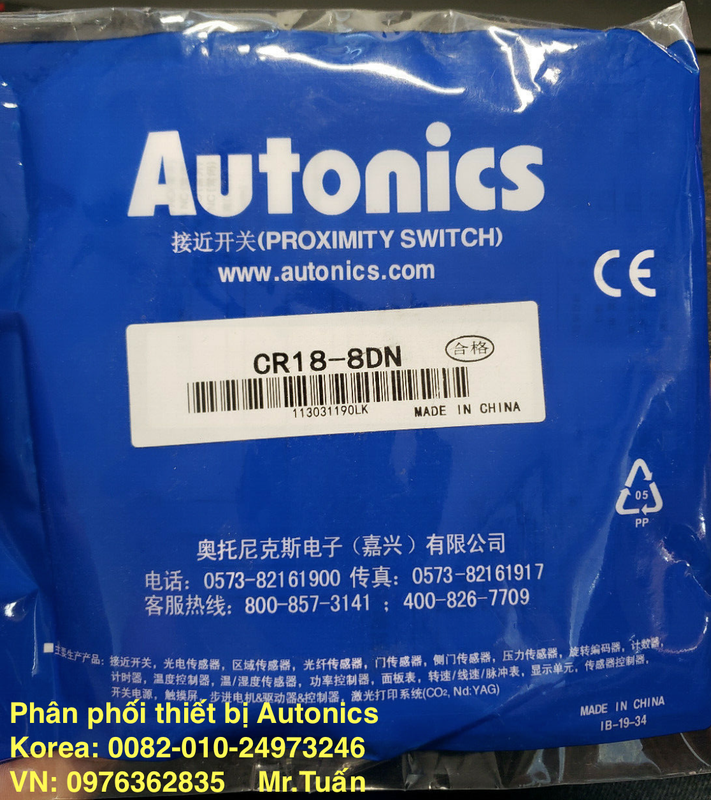 Autonics
接近开关(PROXIMITY SWITCH)
www.autonics.com
CE
CR18-8DN
合格
113031190LK
MADE IN CHINA
05
PP
奥托尼克斯电子（嘉兴）有限公司
电话：0573-82161900 传真：0573-82161917
客服热线：800-857-3141 ；400-826-7709
■主要生产产品：接近开关，光电传感器，区域传感器，光纤传感器，门传感器，侧门传感器，压力传感器，旋转编码器，计数器，
计时器，温度控制器，温/湿度传感器，功率控制器，面板表，转速/线速/脉冲表，显示单元，传感器控制器，
开关电源，触摸屏，步进电机&驱动器&控制器，激光打印系统(CO₂, Nd:YAG)
MADE IN CHINA
IB-19-34
Phân phối thiết bị Autonics
Korea: 0082-010-24973246
VN: 0976362835 Mr.Tuấn